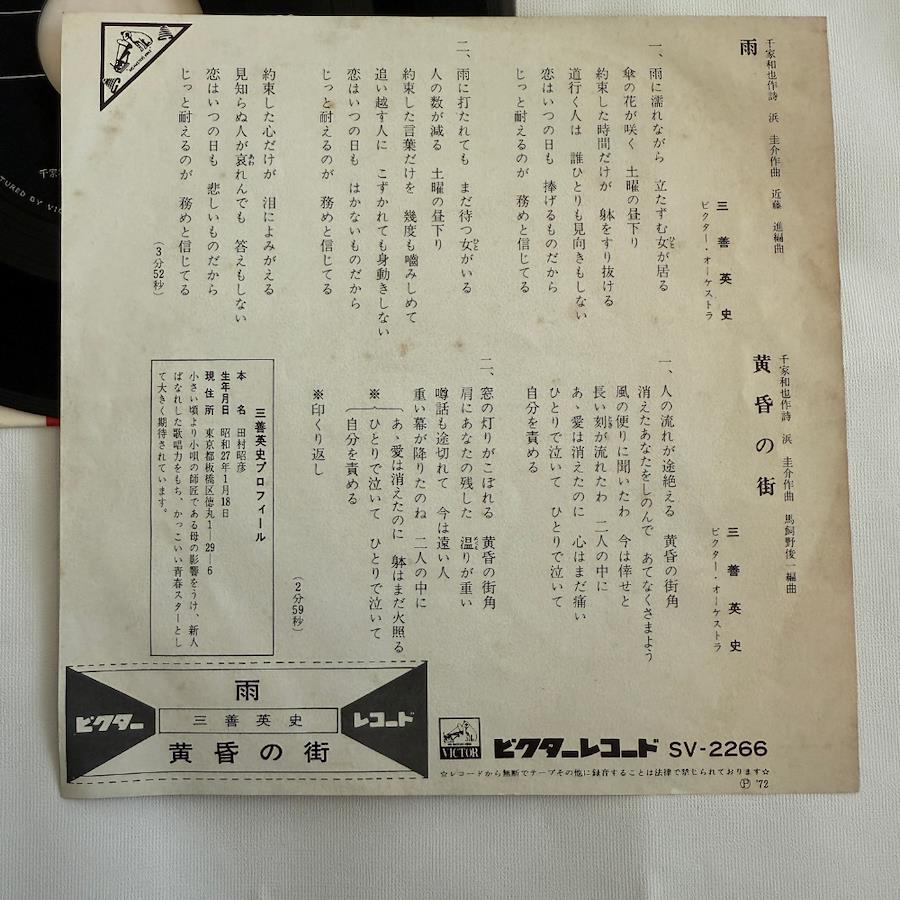 雨
千家和也作詩 浜 圭介作曲 近藤 進編曲
三善英史
ビクター・オーケストラ
一、雨に濡れながら 立たずむ女が居る
ひと
傘の花が咲く 土曜の昼下り
約束した時間だけが 躰をすり抜ける
道行く人は 誰ひとりも見向きもしない
恋はいつの日も 捧げるものだから
じっと耐えるのが 務めと信じてる
二、雨に打たれても まだ待つ女がいる
ひと
人の数が減る 土曜の昼下り
約束した言葉だけを 幾度も噛みしめて
追い越す人に こずかれても身動きしない
恋はいつの日も はかないものだから
じっと耐えるのが 務めと信じてる
約束した心だけが 泪によみがえる
見知らぬ人が哀れんでも 答えもしない
恋はいつの日も 悲しいものだから
じっと耐えるのが 務めと信じてる
(3分52秒)
黄昏の街
千家和也作詩 浜 圭介作曲 馬飼野俊一編曲
三善英史
ビクター・オーケストラ
一、人の流れが途絶える 黄昏の街角
消えたあなたをしのんで あてなくさまよう
風の便りに聞いたわ 今は倖せと
長い刻が流れたわ 二人の中に
あゝ愛は消えたのに 心はまだ痛い
ひとりで泣いて ひとりで泣いて
自分を責める
二、窓の灯りがこぼれる 黄昏の街角
肩にあなたの残した 温りが重い
噂話も途切れて 今は遠い人
重い幕が降りたのね 二人の中に
あゝ愛は消えたのに 躰はまだ火照る
※ ひとりで泣いて ひとりで泣いて
自分を責める
※印くり返し
(2分59秒)
三善英史プロフィール
本名 田村昭彦
生年月日 昭和27年1月18日
現住所 東京都板橋区徳丸1-29-6
小さい頃より小唄の師匠である母の影響をうけ、新人
ばなれした歌唱力をもち、かっこいい青春スターとし
て大きく期待されています。
ビクター
雨
三善英史
黄昏の街
レコード
VICTOR
ビクターレコード SV-2266
☆レコードから無断でテープその他に録音することは法律で禁じられております☆
Ⓟ '72
千家和